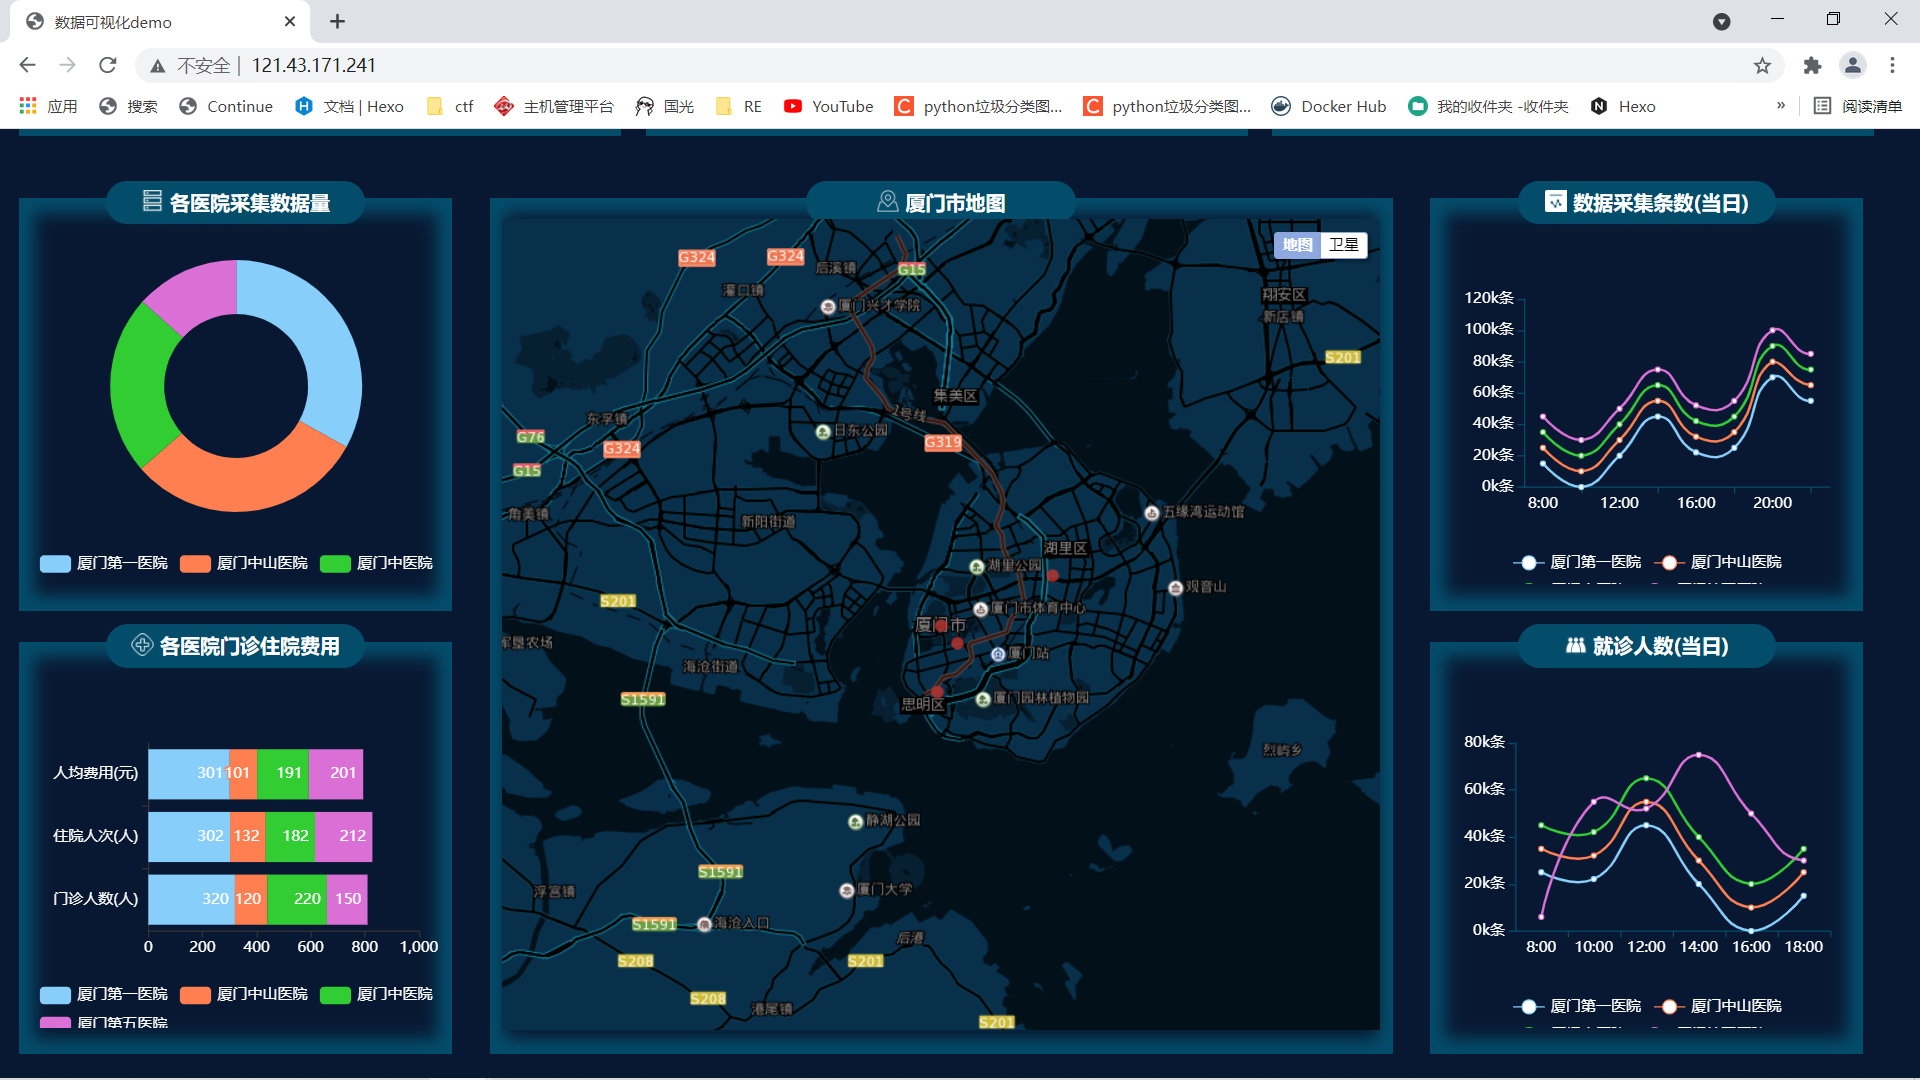 数据可视化demo
不安全 | 121.43.171.241
应用 搜索 Continue 文档 | Hexo ctf 主机管理平台 国光 RE YouTube python垃圾分类图... python垃圾分类图... Docker Hub 我的收件夹 -收件夹 Hexo » 阅读清单
各医院采集数据量
厦门第一医院 厦门中山医院 厦门中医院
各医院门诊住院费用
人均费用(元) 301 101 191 201
住院人次(人) 302 132 182 212
门诊人数(人) 320 120 220 150
0 200 400 600 800 1,000
厦门第一医院 厦门中山医院 厦门中医院
厦门第五医院
厦门市地图
地图 卫星
G324
G324
后溪镇
G15
灌口镇
厦门兴才学院
翔安区
新店镇
S201
集美区
1号线
东孚镇
日东公园
G76
G324
G319
G15
角美镇
新阳街道
五缘湾运动馆
湖里区
湖里公园
观音山
S201
厦门市体育中心
厦门市
军垦农场
厦门站
海沧街道
S1591
思明区
厦门园林植物园
烈屿乡
静湖公园
S1591
浮宫镇
厦门大学
S1591
海沧入口
后港
S208
S201
S208
港尾镇
S201
数据采集条数(当日)
120k条
100k条
80k条
60k条
40k条
20k条
0k条
8:00 12:00 16:00 20:00
厦门第一医院 厦门中山医院
就诊人数(当日)
80k条
60k条
40k条
20k条
0k条
8:00 10:00 12:00 14:00 16:00 18:00
厦门第一医院 厦门中山医院